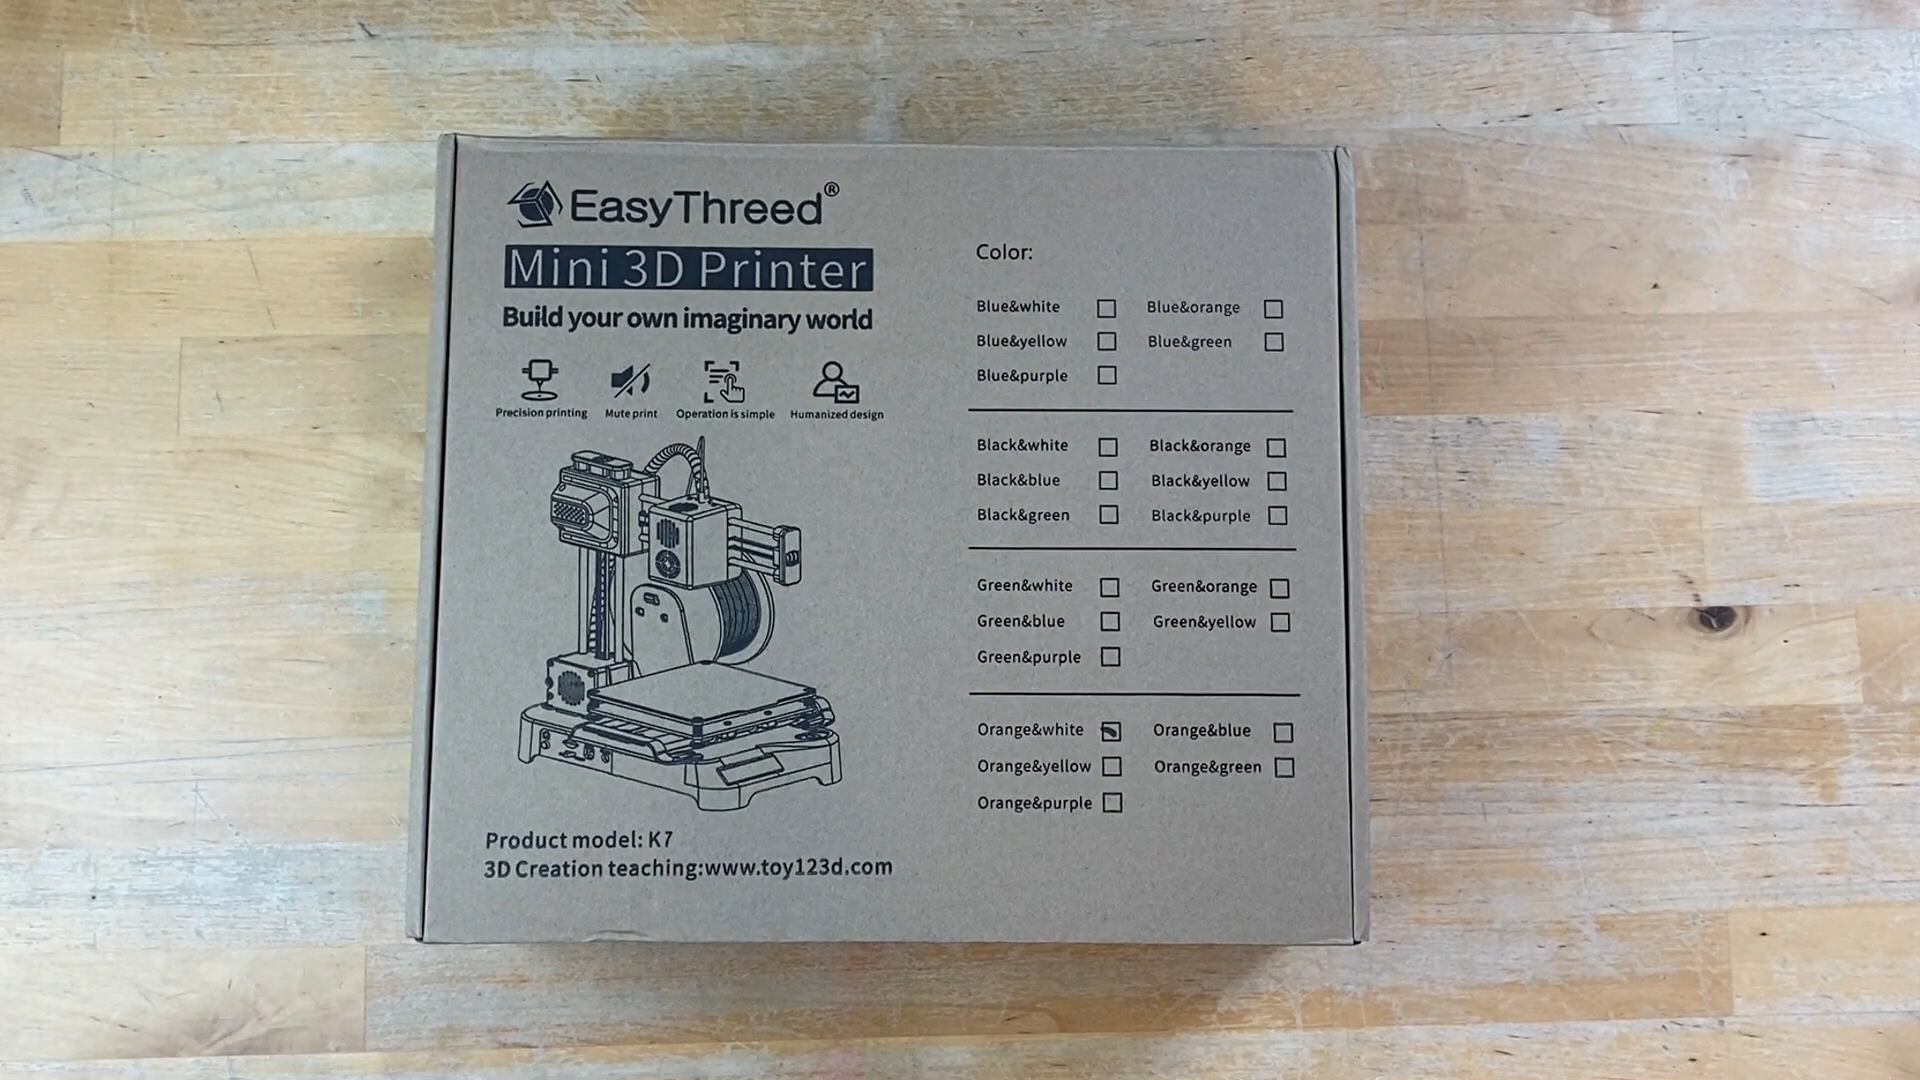 EasyThreed®
Mini 3D Printer
Build your own imaginary world
Precision printing Mute print Operation is simple Humanized design
Product model: K7
3D Creation teaching:www.toy123d.com
Color:
Blue&white Blue&orange
Blue&yellow Blue&green
Blue&purple
Black&white Black&orange
Black&blue Black&yellow
Black&green Black&purple
Green&white Green&orange
Green&blue Green&yellow
Green&purple
Orange&white Orange&blue
Orange&yellow Orange&green
Orange&purple